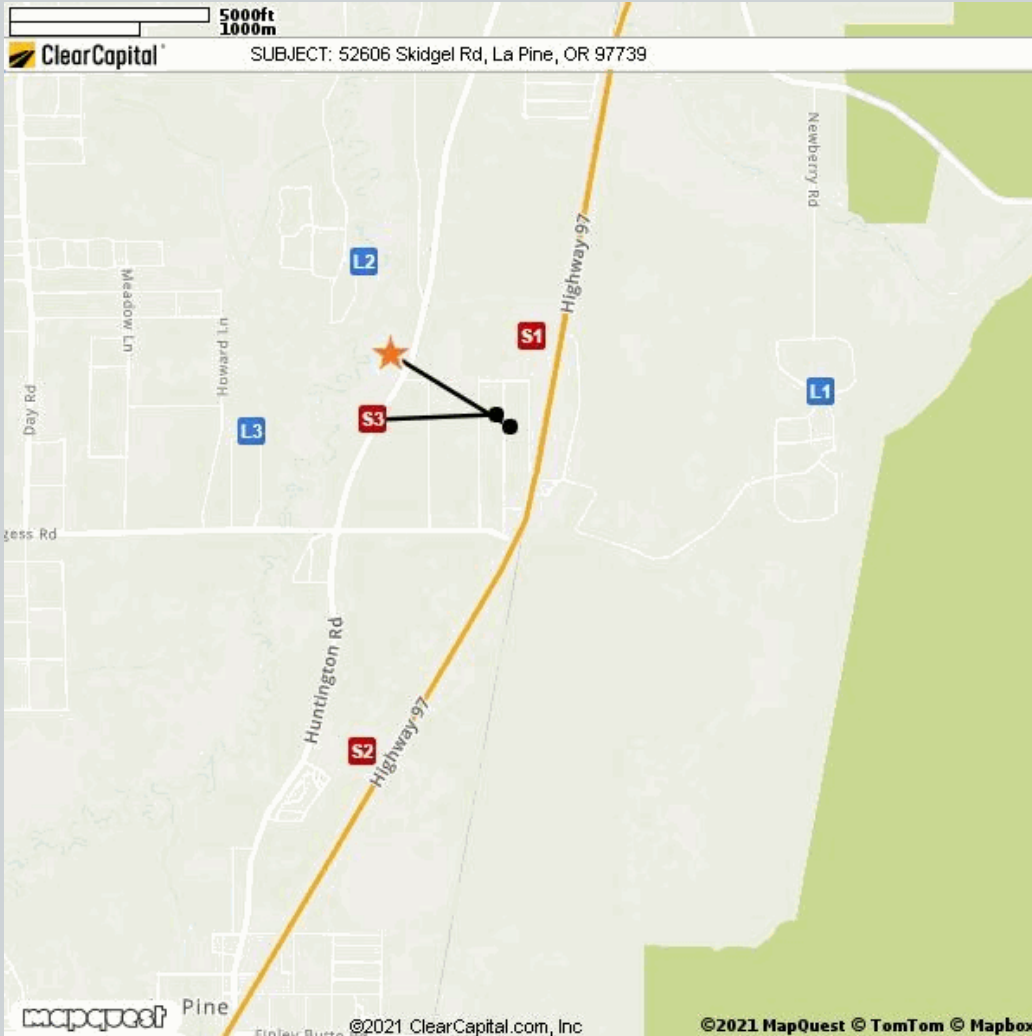 5000ft
1000m
ClearCapital
SUBJECT: 52606 Skidgel Rd, La Pine, OR 97739
Newberry Rd
Highway 97
L2
Meadow Ln
Howard Ln
S1
Day Rd
L1
S3
L3
gess Rd
Huntington Rd
S2
Highway 97
Pine
mapquest
©2021 ClearCapital.com, Inc
©2021 MapQuest © TomTom © Mapbox